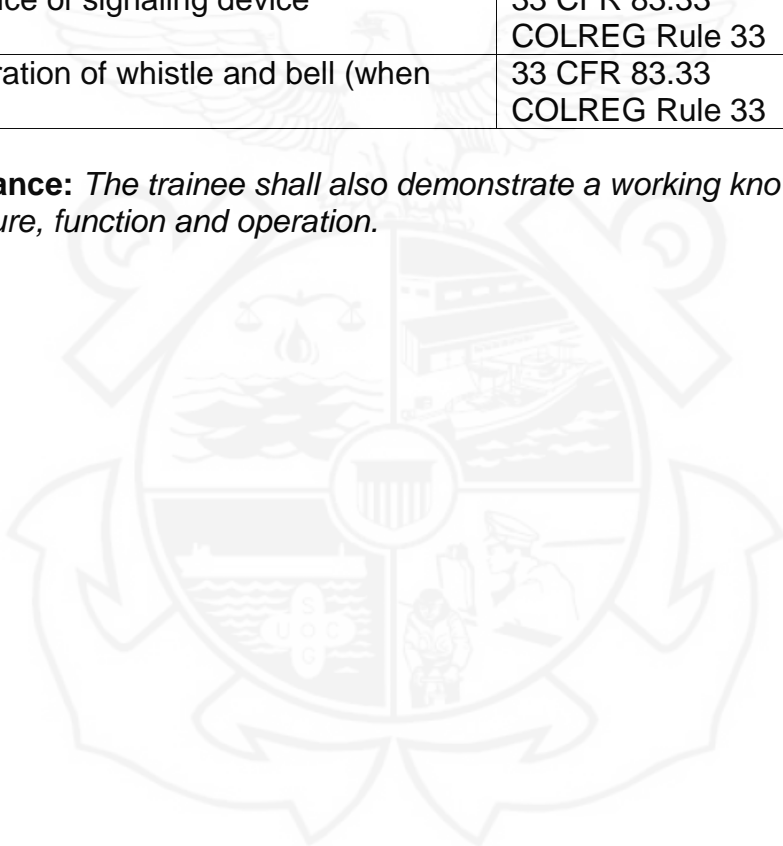 ce or signaling device
33 CFR 83.33
COLREG Rule 33
ration of whistle and bell (when
33 CFR 83.33
COLREG Rule 33
ance: The trainee shall also demonstrate a working kno
ure, function and operation.
S
U O C
G